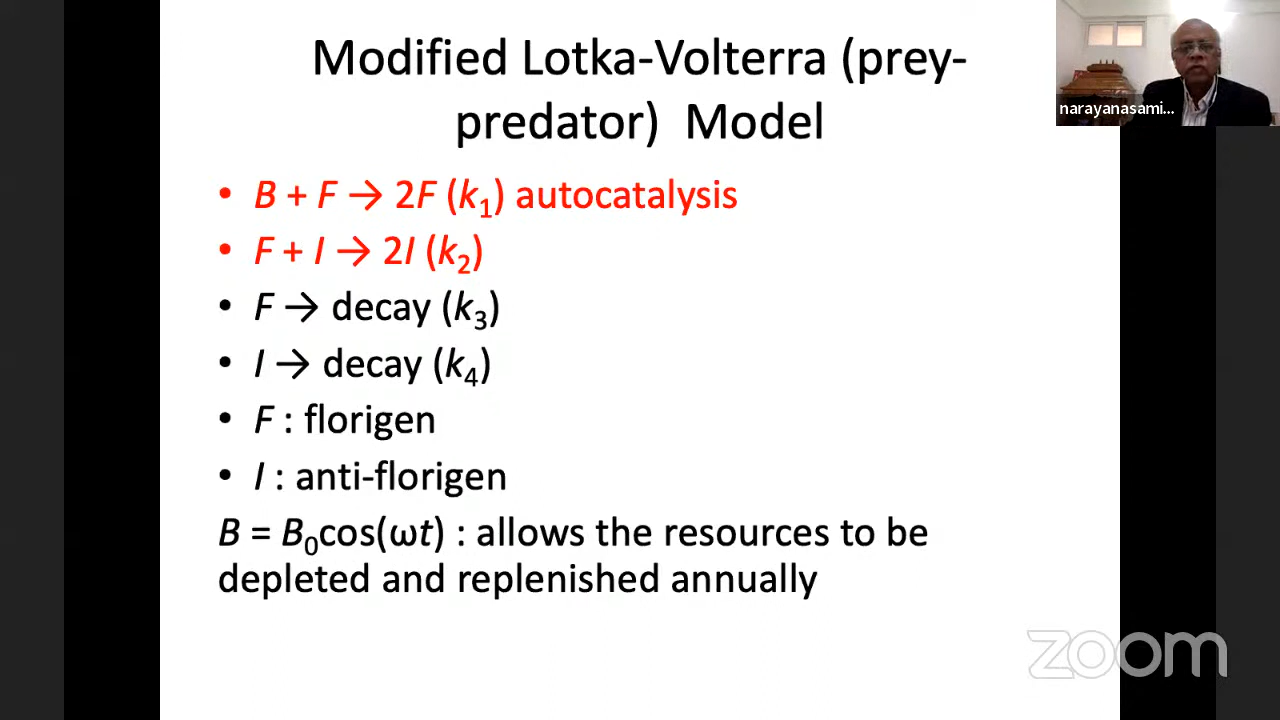 Modified Lotka-Volterra (prey-
predator) Model
narayanasami...
• B + F → 2F (k₁) autocatalysis
• F + I → 2I (k₂)
• F → decay (k₃)
• I → decay (k₄)
• F : florigen
• I : anti-florigen
B = B₀cos(ωt) : allows the resources to be
depleted and replenished annually
zoom